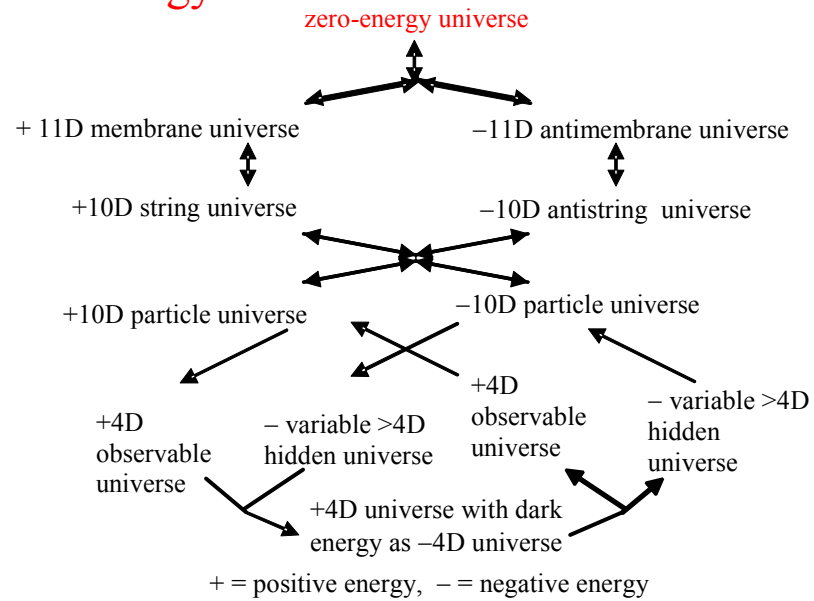 zero-energy universe
+ 11D membrane universe
−11D antimembrane universe
+10D string universe
−10D antistring universe
+10D particle universe
−10D particle universe
+4D
observable
universe
− variable >4D
hidden universe
+4D
observable
universe
− variable >4D
hidden
universe
+4D universe with dark
energy as −4D universe
+ = positive energy, − = negative energy